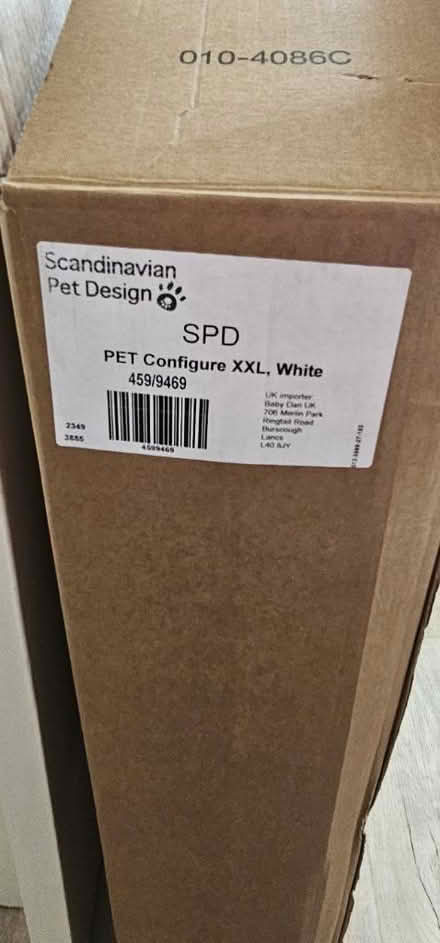 010-4086C
Scandinavian
Pet Design
SPD
PET Configure XXL, White
459/9469
UK importer:
Baby Dan UK
706 Merlin Park
Ringtail Road
Burscough
Lancs
L40 8JY
2349
3885
4599469